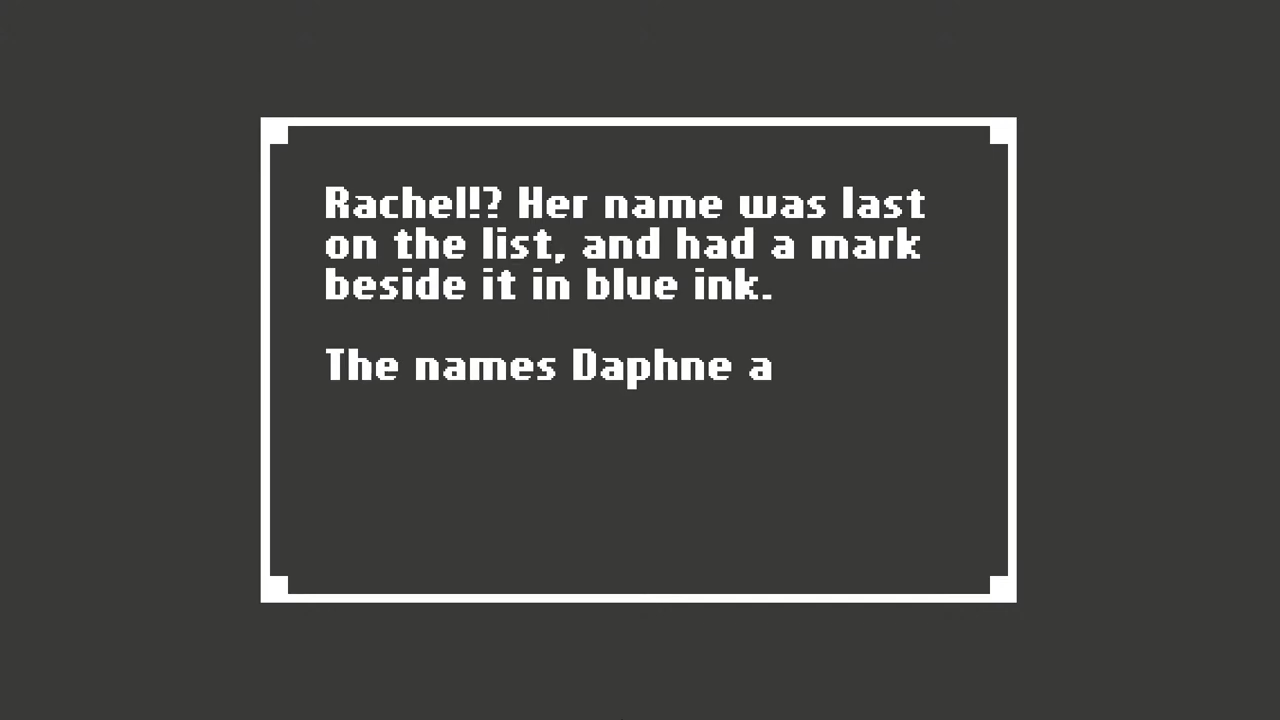 Rachel!? Her name was last
on the list, and had a mark
beside it in blue ink.
The names Daphne a